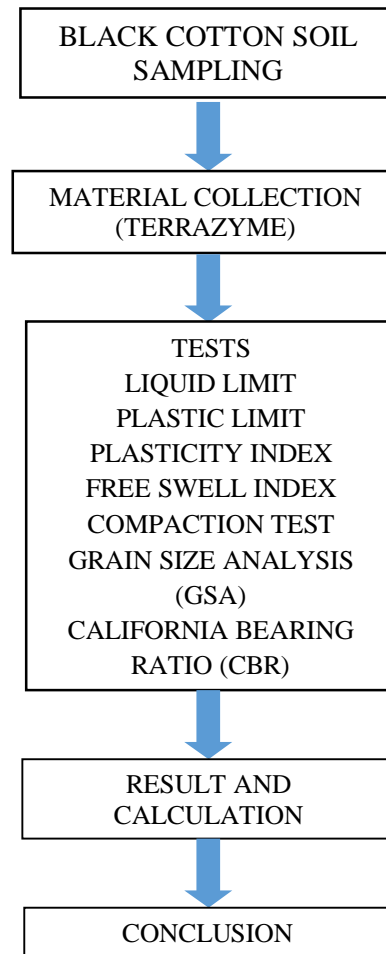 BLACK COTTON SOIL
SAMPLING
MATERIAL COLLECTION
(TERRAZYME)
TESTS
LIQUID LIMIT
PLASTIC LIMIT
PLASTICITY INDEX
FREE SWELL INDEX
COMPACTION TEST
GRAIN SIZE ANALYSIS
(GSA)
CALIFORNIA BEARING
RATIO (CBR)
RESULT AND
CALCULATION
CONCLUSION